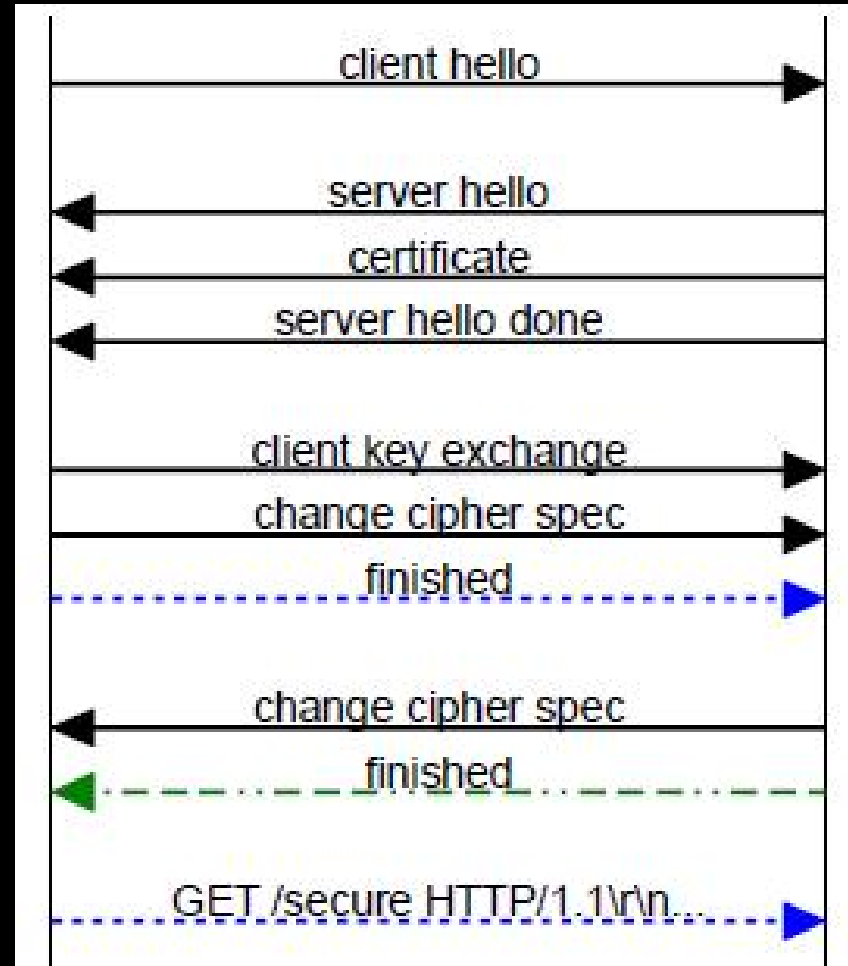 client hello
server hello
certificate
server hello done
client key exchange
change cipher spec
finished
change cipher spec
finished
GET /secure HTTP/1.1\r\n...